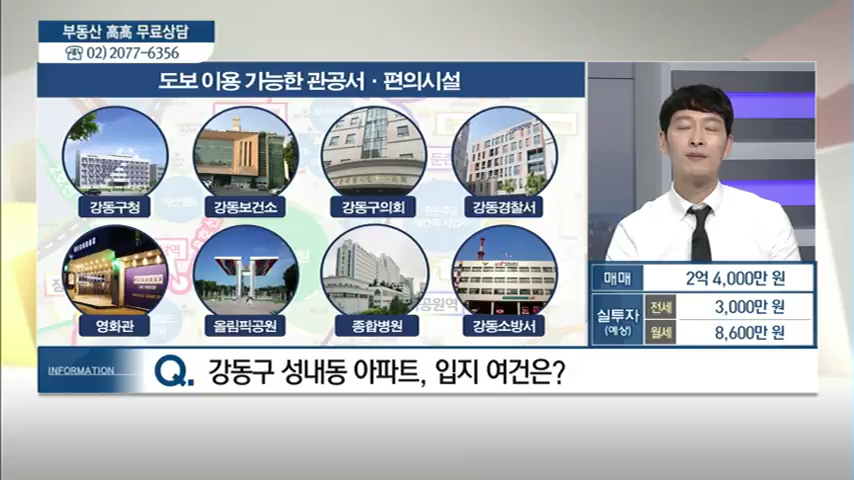 부동산 高高 무료상담
☎ 02) 2077-6356
도보 이용 가능한 관공서 · 편의시설
강동구청
강동보건소
강동구의회
강동경찰서
영화관
올림픽공원
종합병원
강동소방서
매매 2억 4,000만 원
실투자 (예상)
전세 3,000만 원
월세 8,600만 원
INFORMATION
Q. 강동구 성내동 아파트, 입지 여건은?